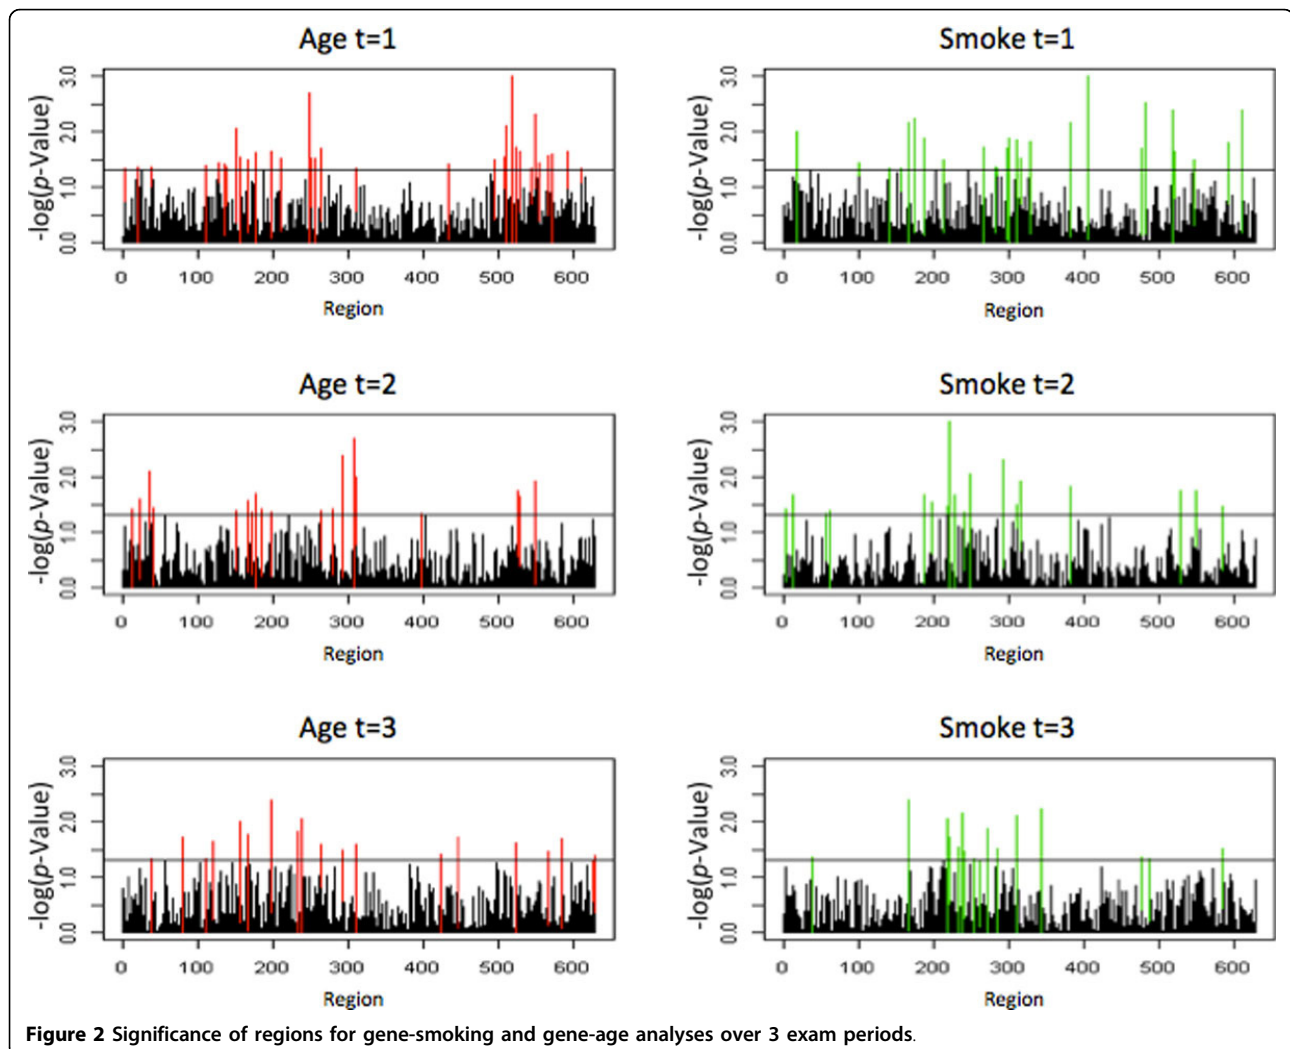 Age t=1
-log(p-Value)
3.0
2.0
1.0
0.0
0 100 200 300 400 500 600
Region
Smoke t=1
-log(p-Value)
3.0
2.0
1.0
0.0
0 100 200 300 400 500 600
Region
Age t=2
-log(p-Value)
3.0
2.0
1.0
0.0
0 100 200 300 400 500 600
Region
Smoke t=2
-log(p-Value)
3.0
2.0
1.0
0.0
0 100 200 300 400 500 600
Region
Age t=3
-log(p-Value)
3.0
2.0
1.0
0.0
0 100 200 300 400 500 600
Region
Smoke t=3
-log(p-Value)
3.0
2.0
1.0
0.0
0 100 200 300 400 500 600
Region
Figure 2 Significance of regions for gene-smoking and gene-age analyses over 3 exam periods.